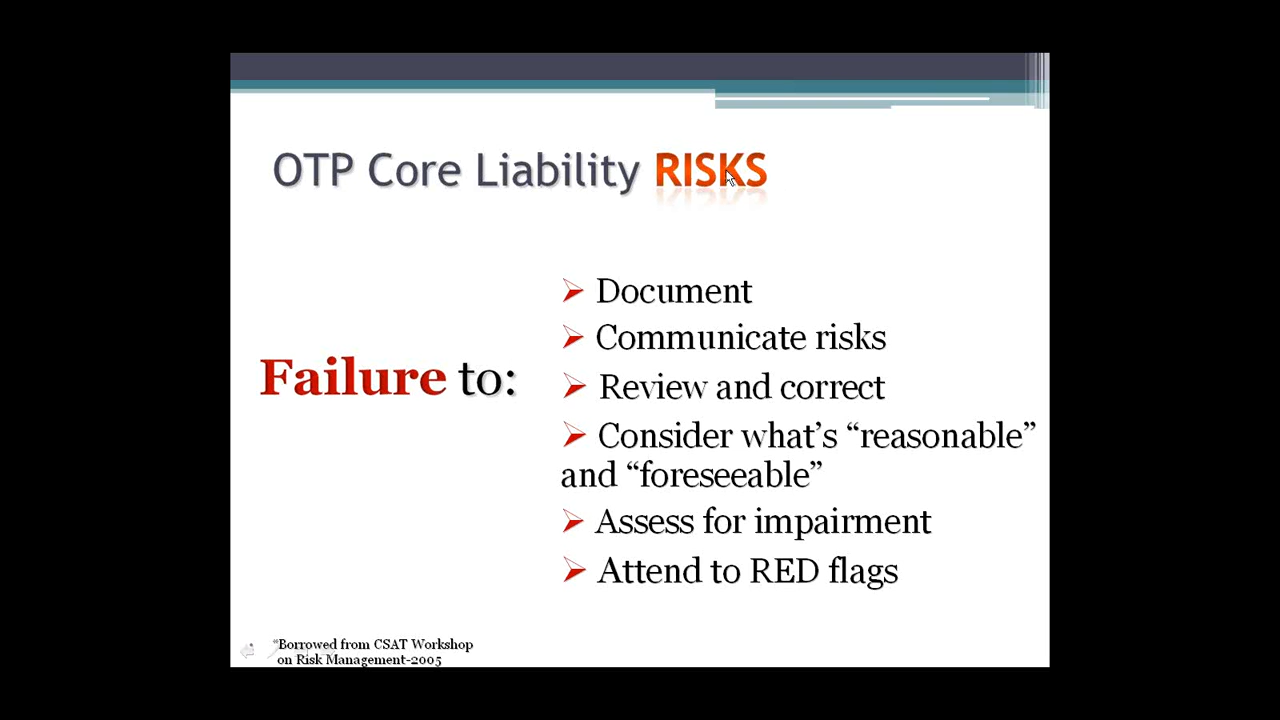 OTP Core Liability RISKS
Failure to:
➢ Document
➢ Communicate risks
➢ Review and correct
➢ Consider what’s “reasonable”
and “foreseeable”
➢ Assess for impairment
➢ Attend to RED flags
*Borrowed from CSAT Workshop
on Risk Management-2005